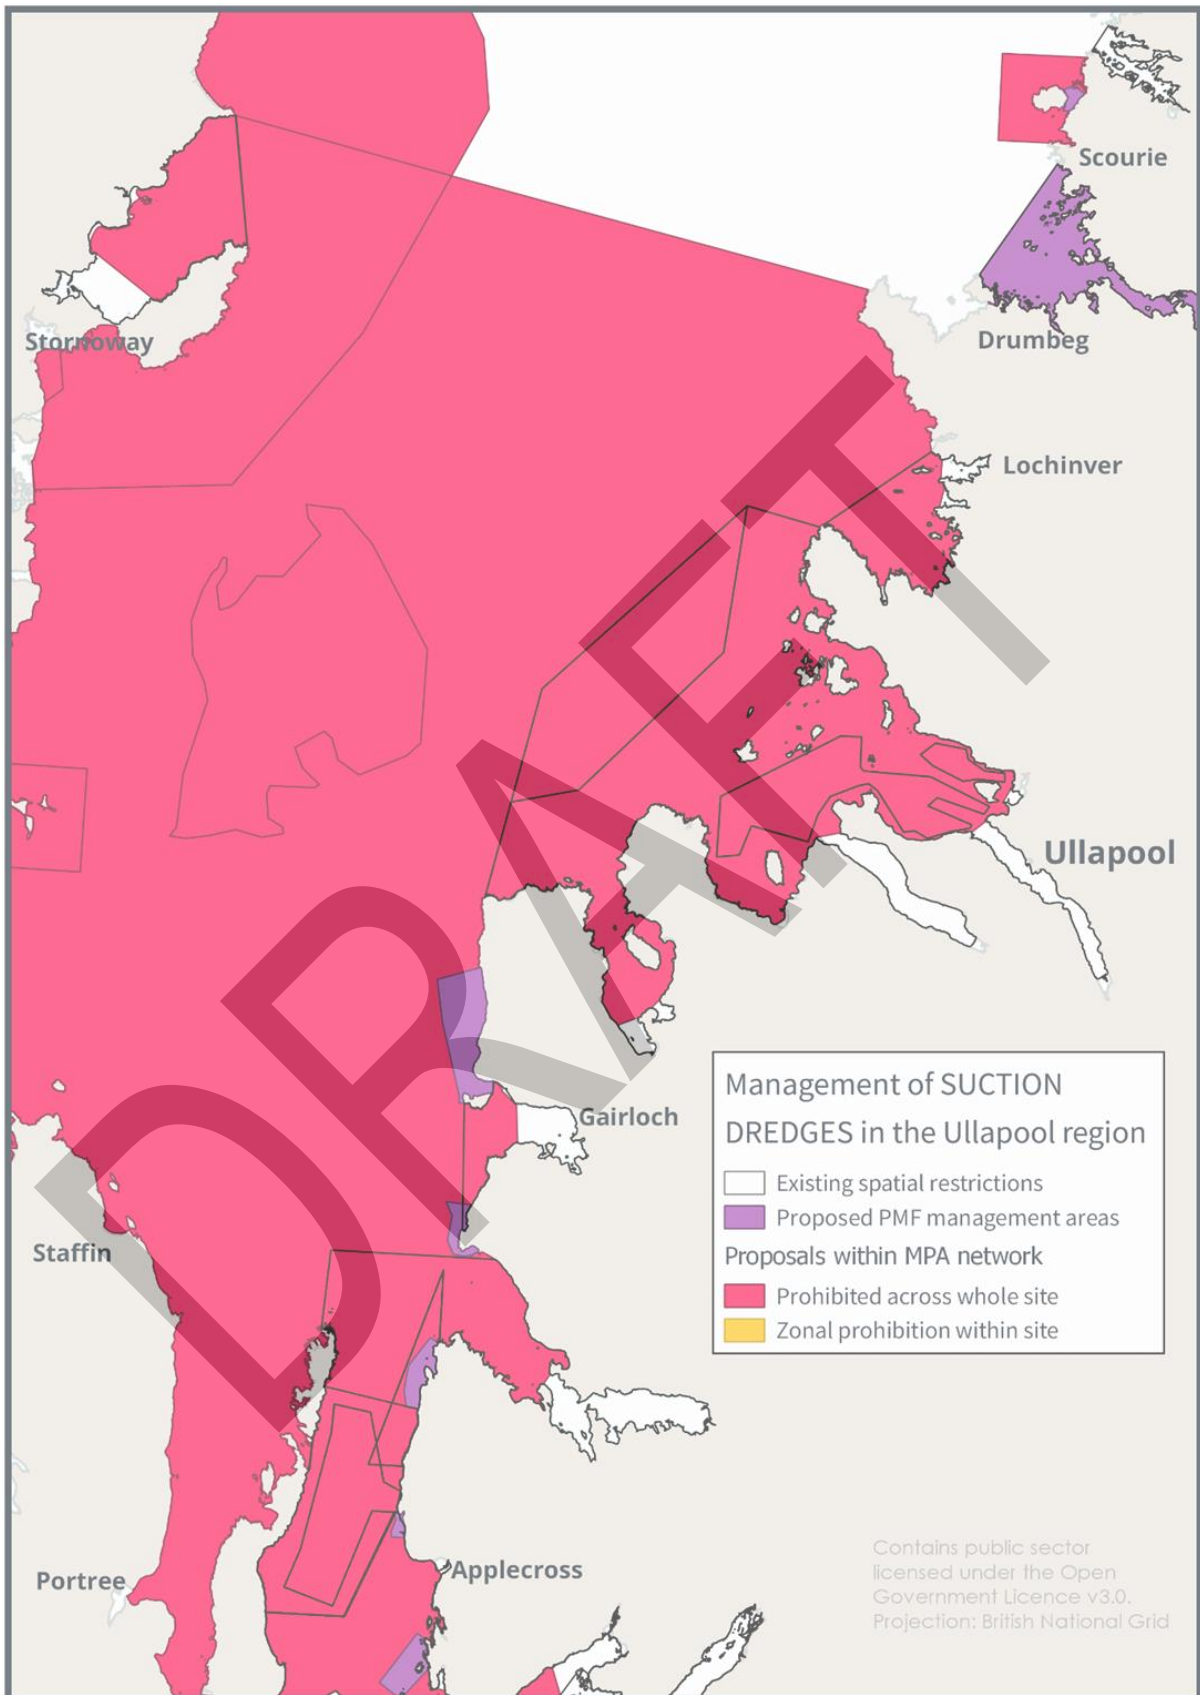 Scourie
Stornoway
Drumbeg
Lochinver
Ullapool
Gairloch
Staffin
Portree
Applecross
DRAFT
Management of SUCTION
DREDGES in the Ullapool region
Existing spatial restrictions
Proposed PMF management areas
Proposals within MPA network
Prohibited across whole site
Zonal prohibition within site
Contains public sector
licensed under the Open
Government Licence v3.0.
Projection: British National Grid